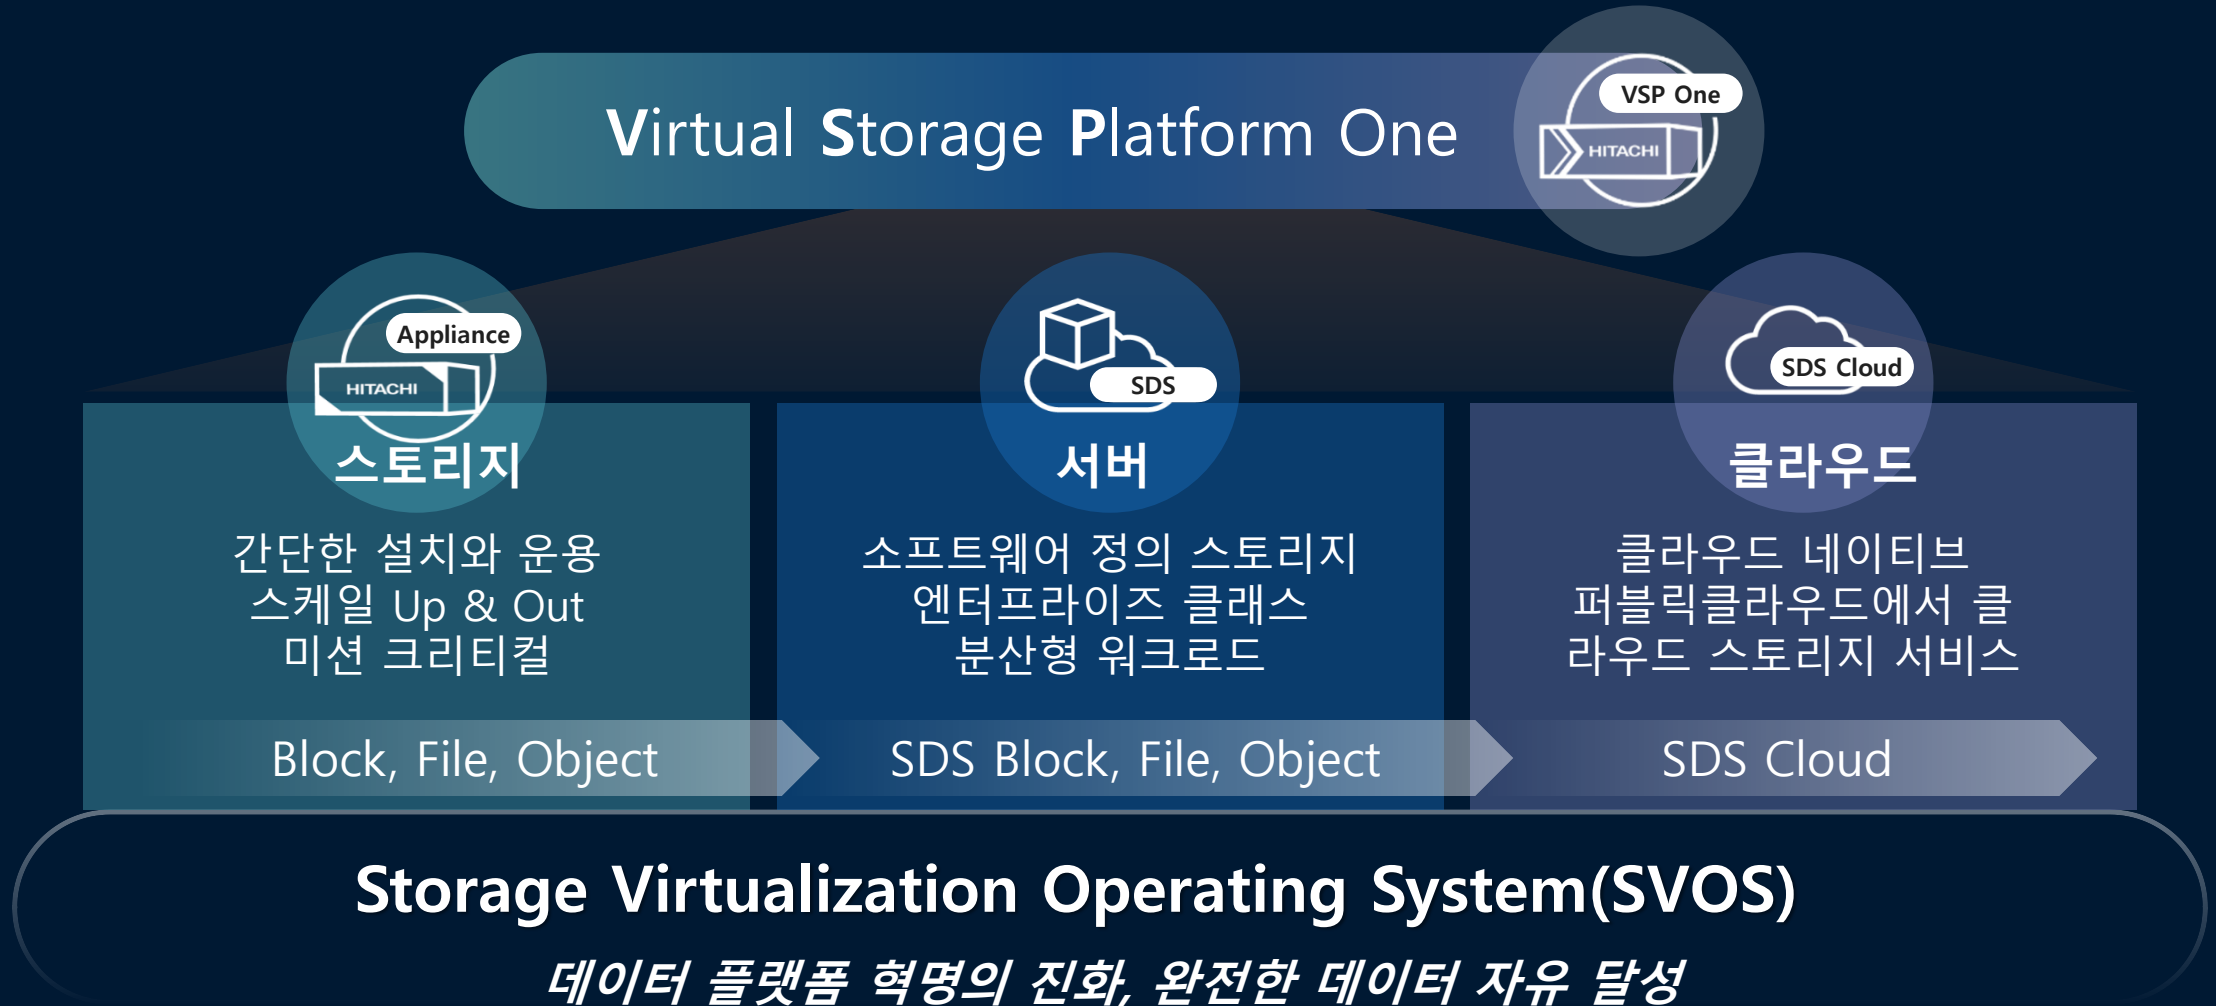 Virtual Storage Platform One
VSP One
HITACHI
Appliance
HITACHI
스토리지
간단한 설치와 운용
스케일 Up & Out
미션 크리티컬
Block, File, Object
SDS
서버
소프트웨어 정의 스토리지
엔터프라이즈 클래스
분산형 워크로드
SDS Block, File, Object
SDS Cloud
클라우드
클라우드 네이티브
퍼블릭클라우드에서 클
라우드 스토리지 서비스
SDS Cloud
Storage Virtualization Operating System(SVOS)
데이터 플랫폼 혁명의 진화, 완전한 데이터 자유 달성